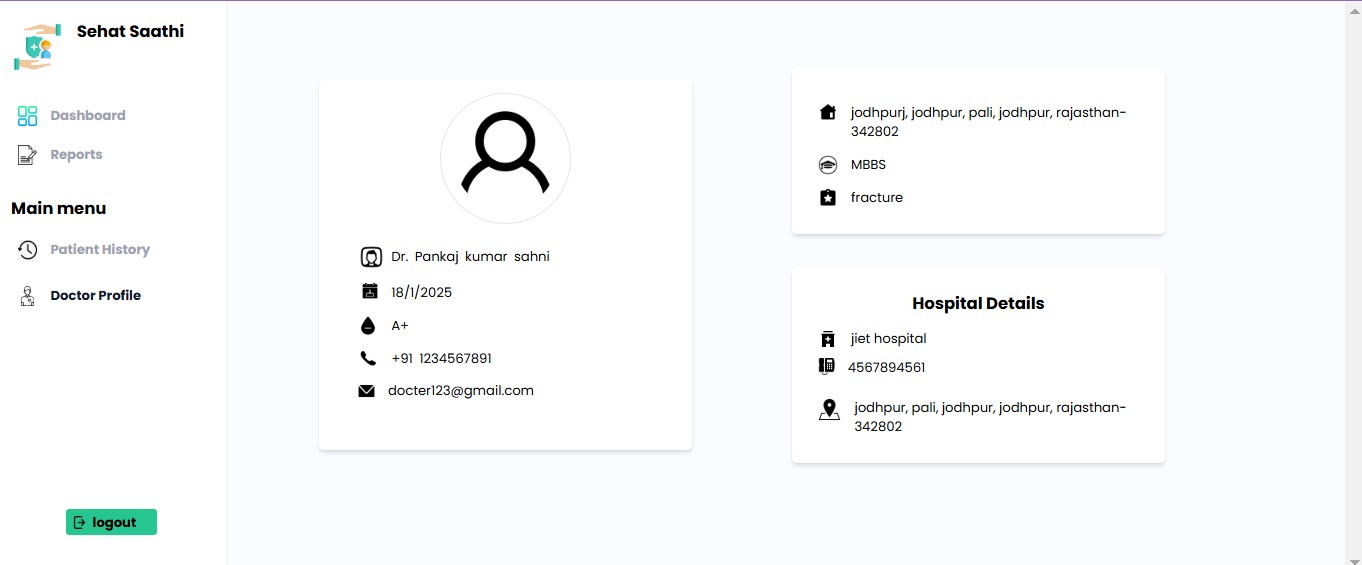 Sehat Saathi
Dashboard
Reports
Main menu
Patient History
Doctor Profile
logout
Dr. Pankaj kumar sahni
18/1/2025
A+
+91 1234567891
docter123@gmail.com
jodhpurj, jodhpur, pali, jodhpur, rajasthan-
342802
MBBS
fracture
Hospital Details
jiet hospital
4567894561
jodhpur, pali, jodhpur, jodhpur, rajasthan-
342802